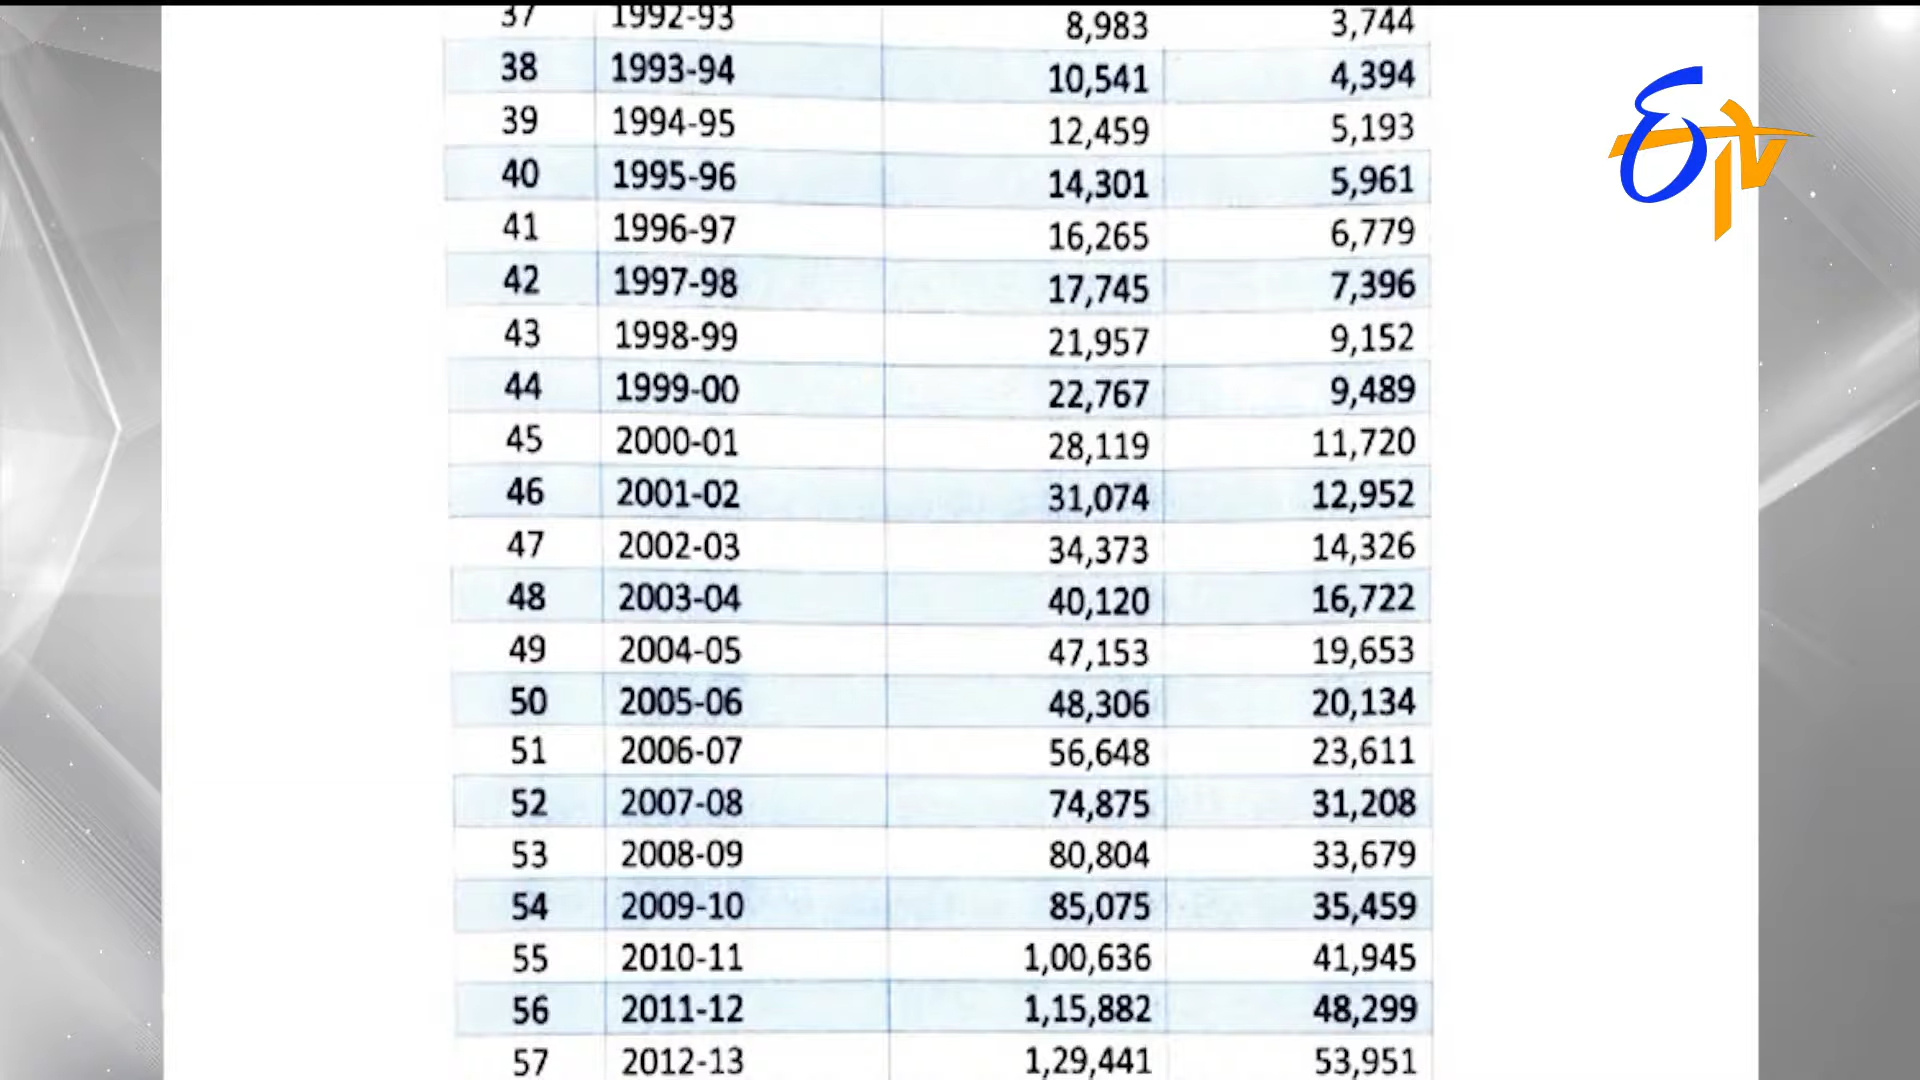 37 1992-93 8,983 3,744
38 1993-94 10,541 4,394
39 1994-95 12,459 5,193
40 1995-96 14,301 5,961
41 1996-97 16,265 6,779
42 1997-98 17,745 7,396
43 1998-99 21,957 9,152
44 1999-00 22,767 9,489
45 2000-01 28,119 11,720
46 2001-02 31,074 12,952
47 2002-03 34,373 14,326
48 2003-04 40,120 16,722
49 2004-05 47,153 19,653
50 2005-06 48,306 20,134
51 2006-07 56,648 23,611
52 2007-08 74,875 31,208
53 2008-09 80,804 33,679
54 2009-10 85,075 35,459
55 2010-11 1,00,636 41,945
56 2011-12 1,15,882 48,299
57 2012-13 1,29,441 53,951
ETV